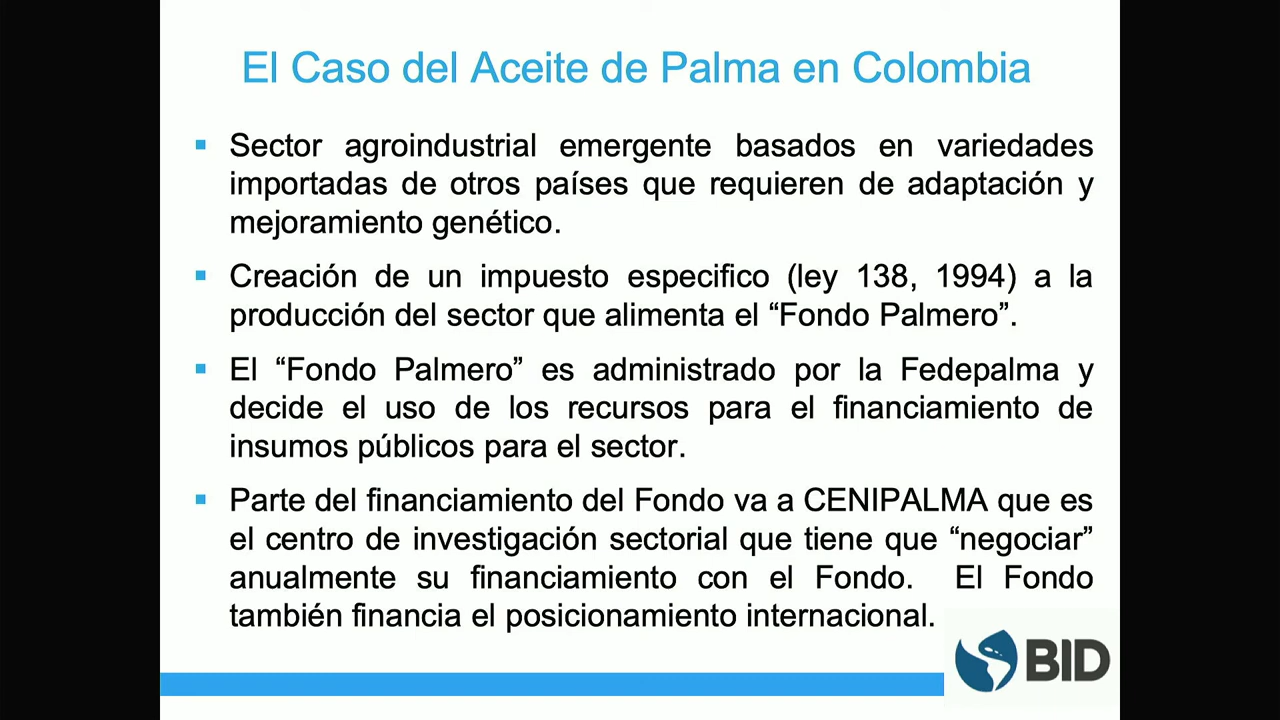 El Caso del Aceite de Palma en Colombia
▪ Sector agroindustrial emergente basados en variedades
importadas de otros países que requieren de adaptación y
mejoramiento genético.
▪ Creación de un impuesto especifico (ley 138, 1994) a la
producción del sector que alimenta el “Fondo Palmero”.
▪ El “Fondo Palmero” es administrado por la Fedepalma y
decide el uso de los recursos para el financiamiento de
insumos públicos para el sector.
▪ Parte del financiamiento del Fondo va a CENIPALMA que es
el centro de investigación sectorial que tiene que “negociar”
anualmente su financiamiento con el Fondo. El Fondo
también financia el posicionamiento internacional.
BID